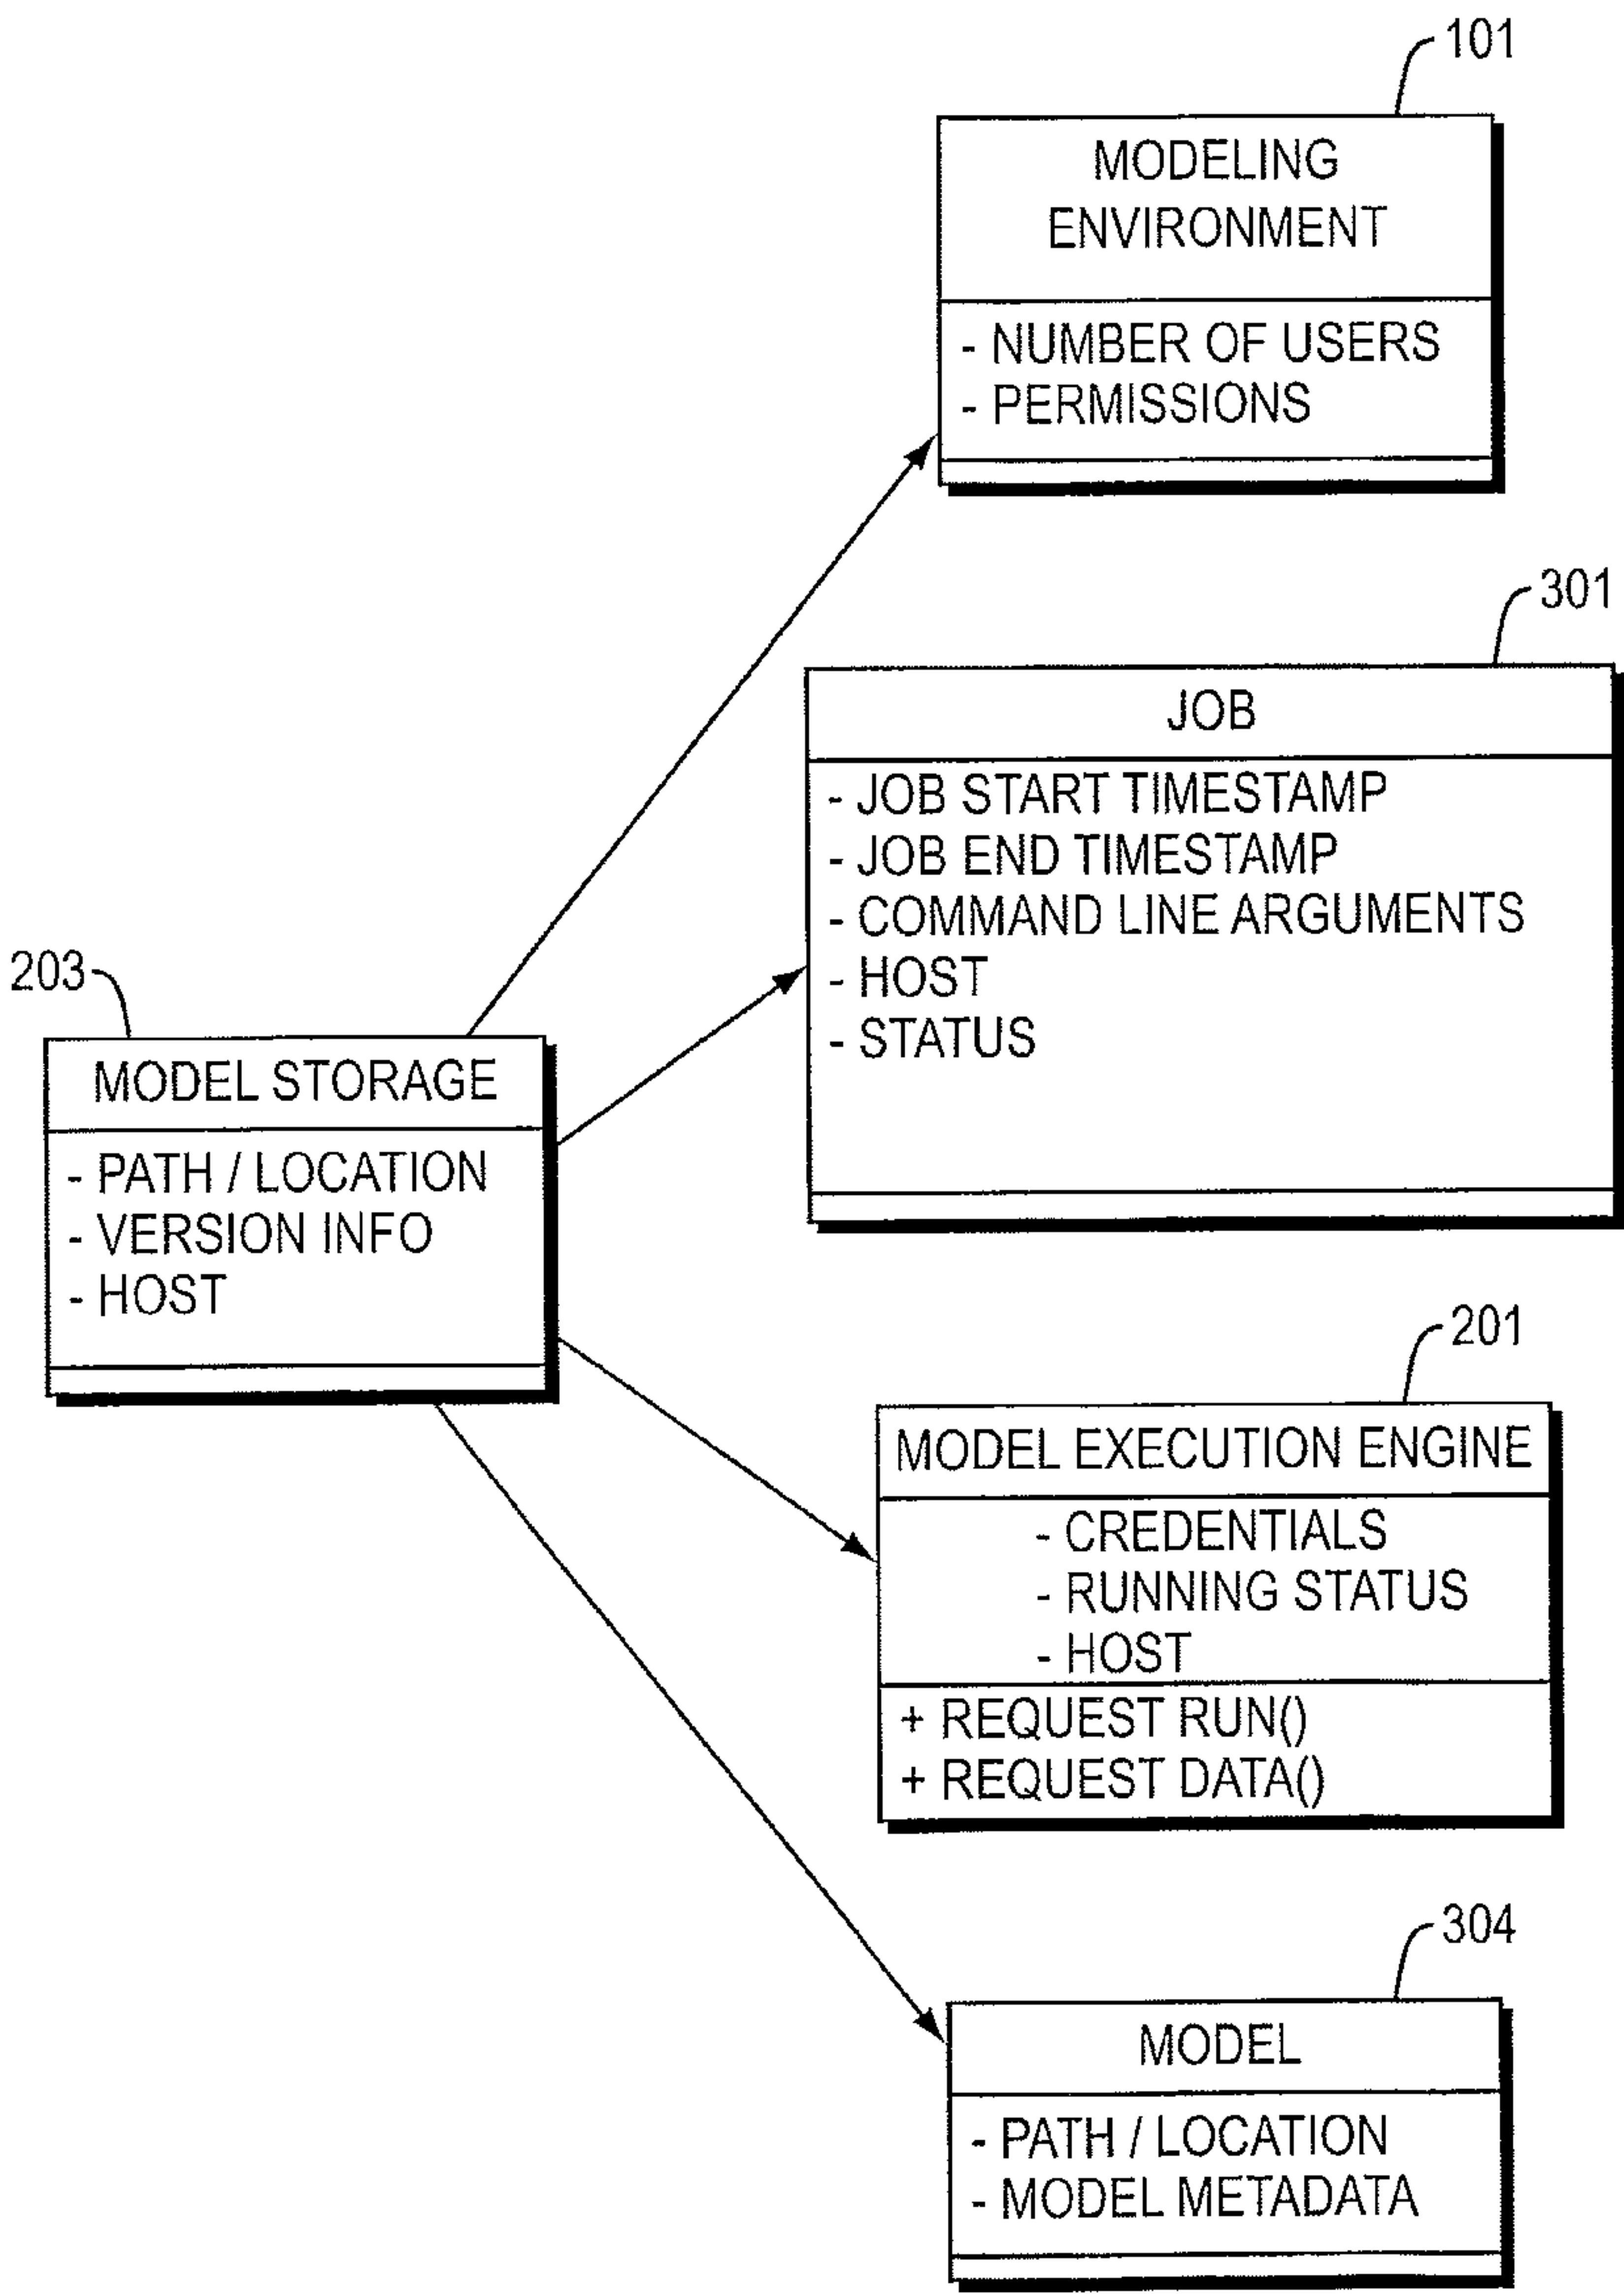 101
MODELING
ENVIRONMENT
- NUMBER OF USERS
- PERMISSIONS
301
JOB
- JOB START TIMESTAMP
- JOB END TIMESTAMP
- COMMAND LINE ARGUMENTS
- HOST
- STATUS
203
MODEL STORAGE
- PATH / LOCATION
- VERSION INFO
- HOST
201
MODEL EXECUTION ENGINE
- CREDENTIALS
- RUNNING STATUS
- HOST
+ REQUEST RUN()
+ REQUEST DATA()
304
MODEL
- PATH / LOCATION
- MODEL METADATA